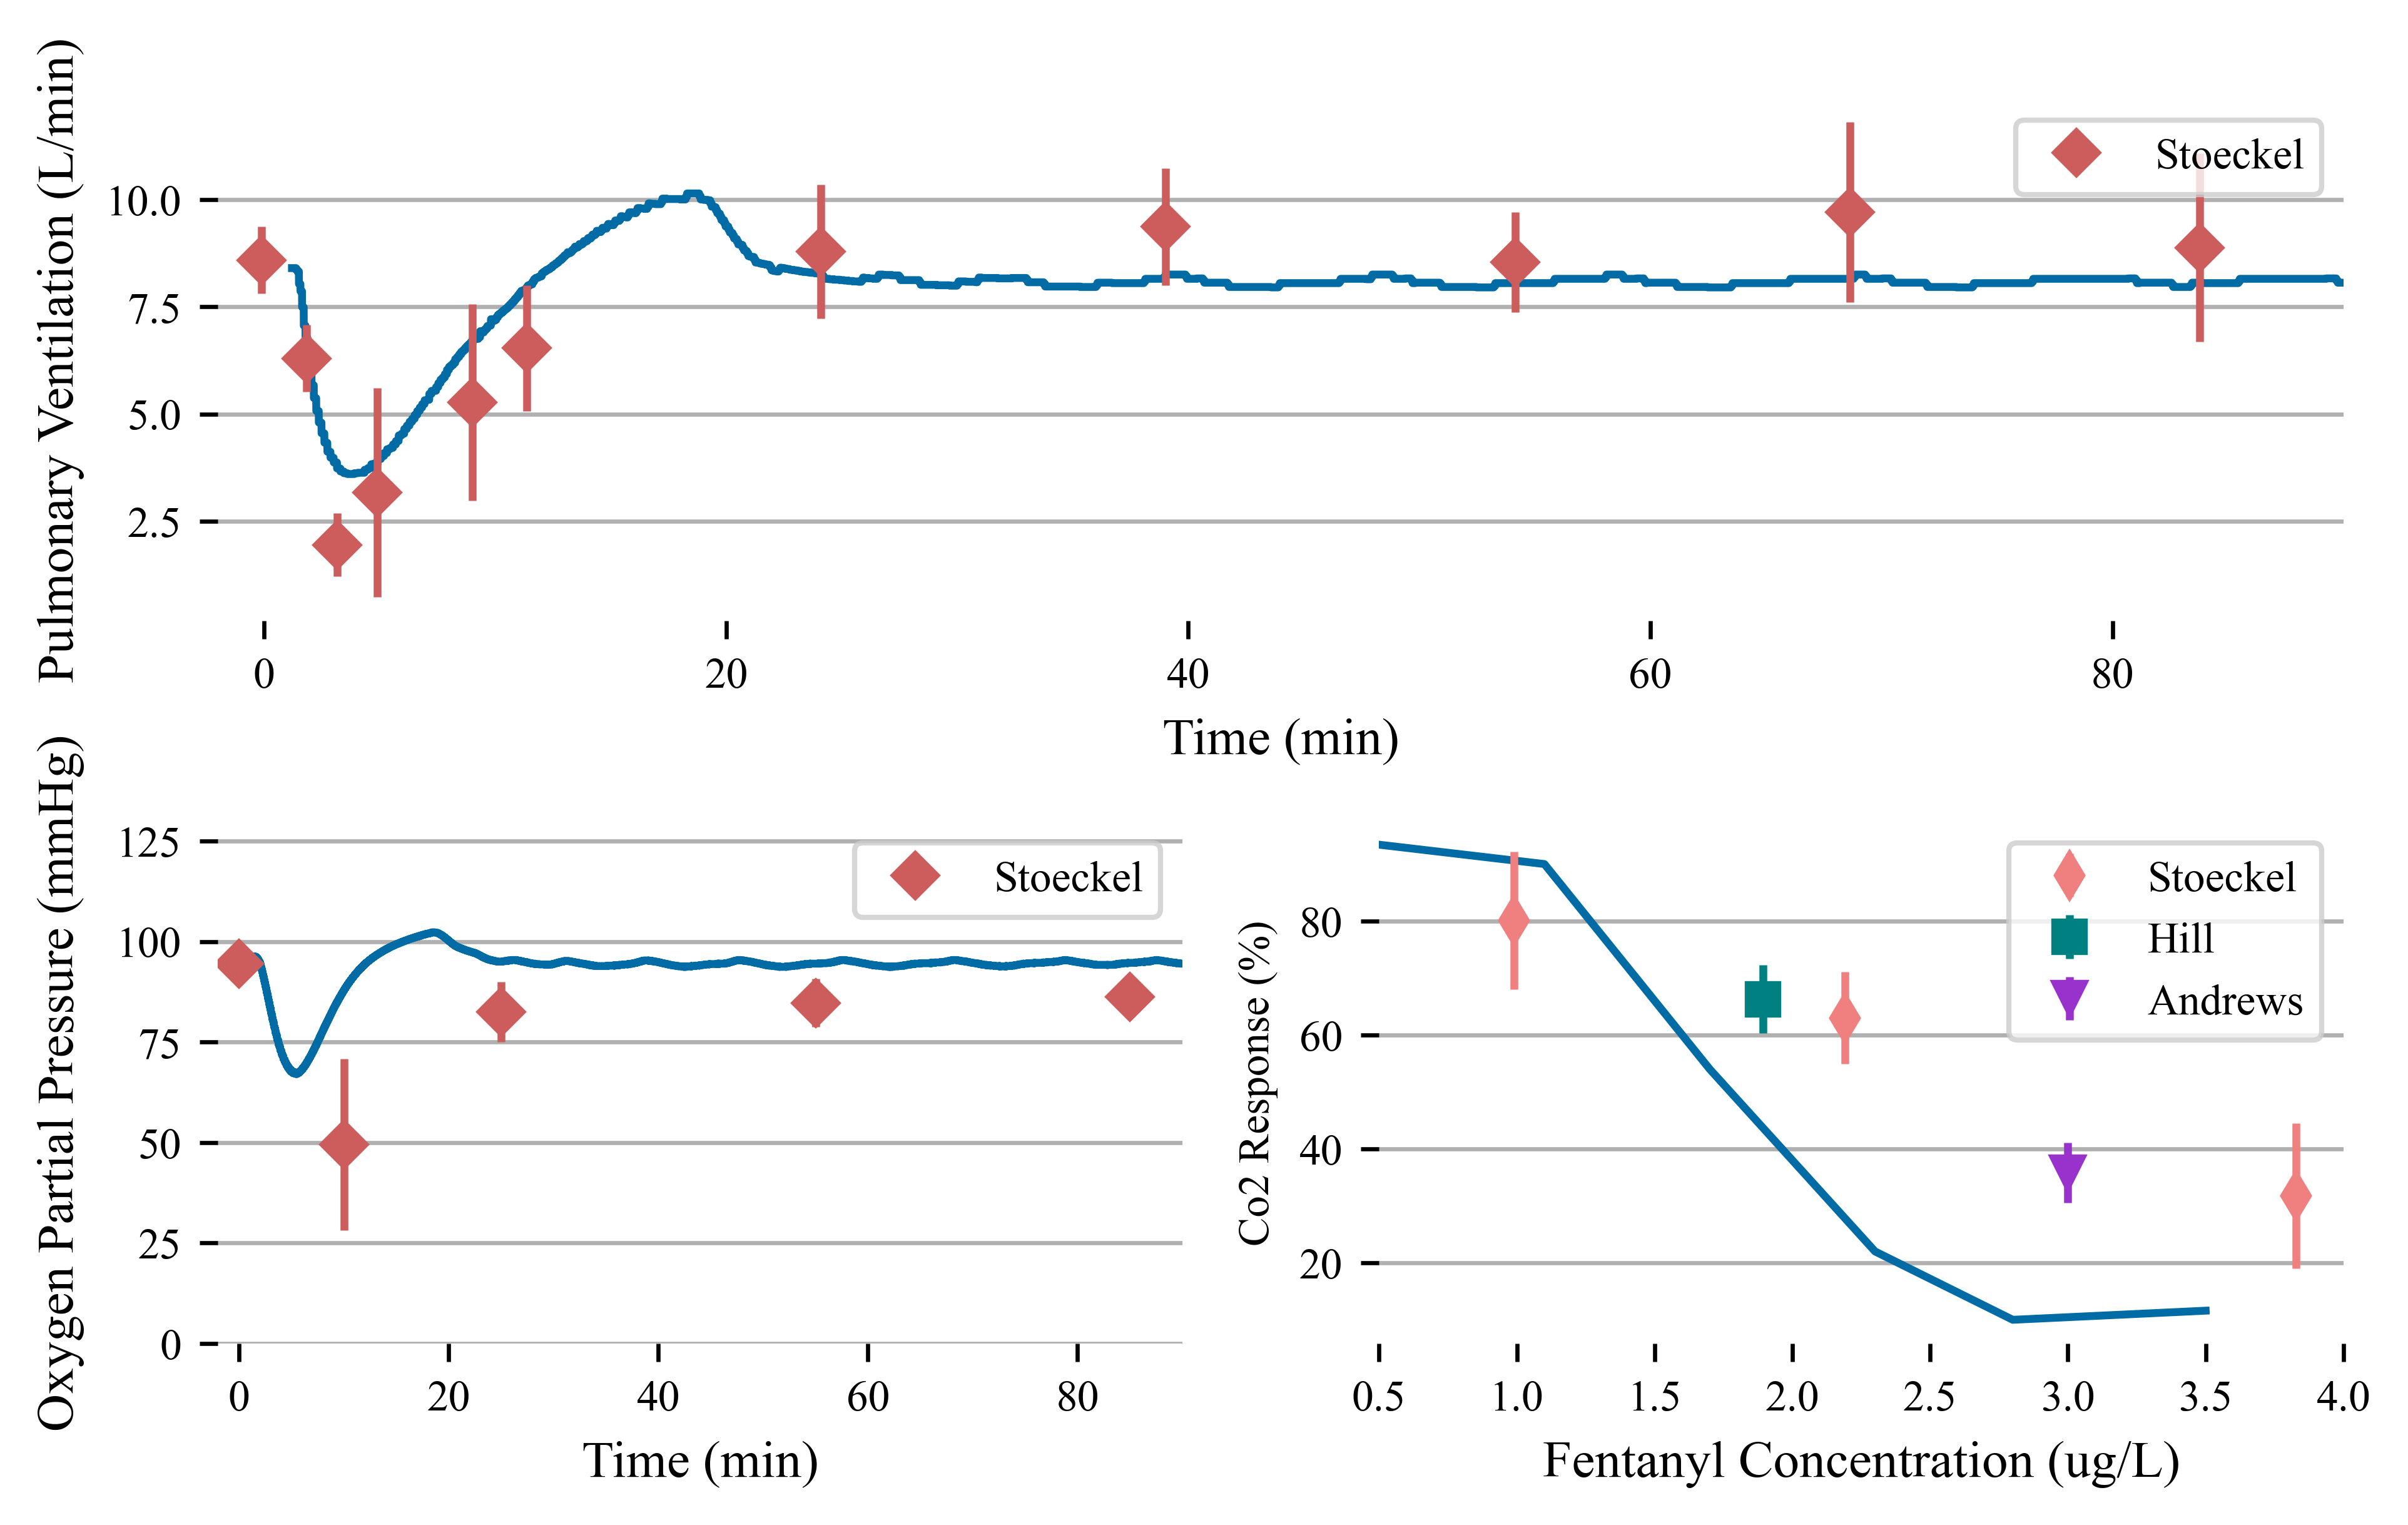 Pulmonary Ventilation (L/min)
10.0
7.5
5.0
2.5
Stoeckel
0 20 40 60 80
Time (min)
Oxygen Partial Pressure (mmHg)
125
100
75
50
25
0
Stoeckel
0 20 40 60 80
Time (min)
Co2 Response (%)
80
60
40
20
Stoeckel
Hill
Andrews
0.5 1.0 1.5 2.0 2.5 3.0 3.5 4.0
Fentanyl Concentration (ug/L)